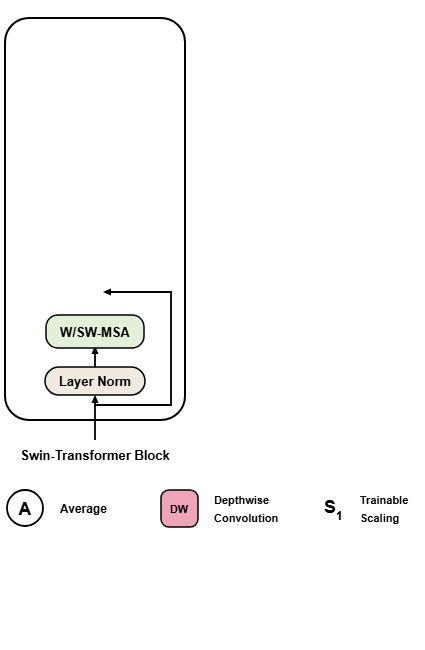 W/SW-MSA
Layer Norm
Swin-Transformer Block
A
Average
DW
Depthwise
Convolution
S1
Trainable
Scaling